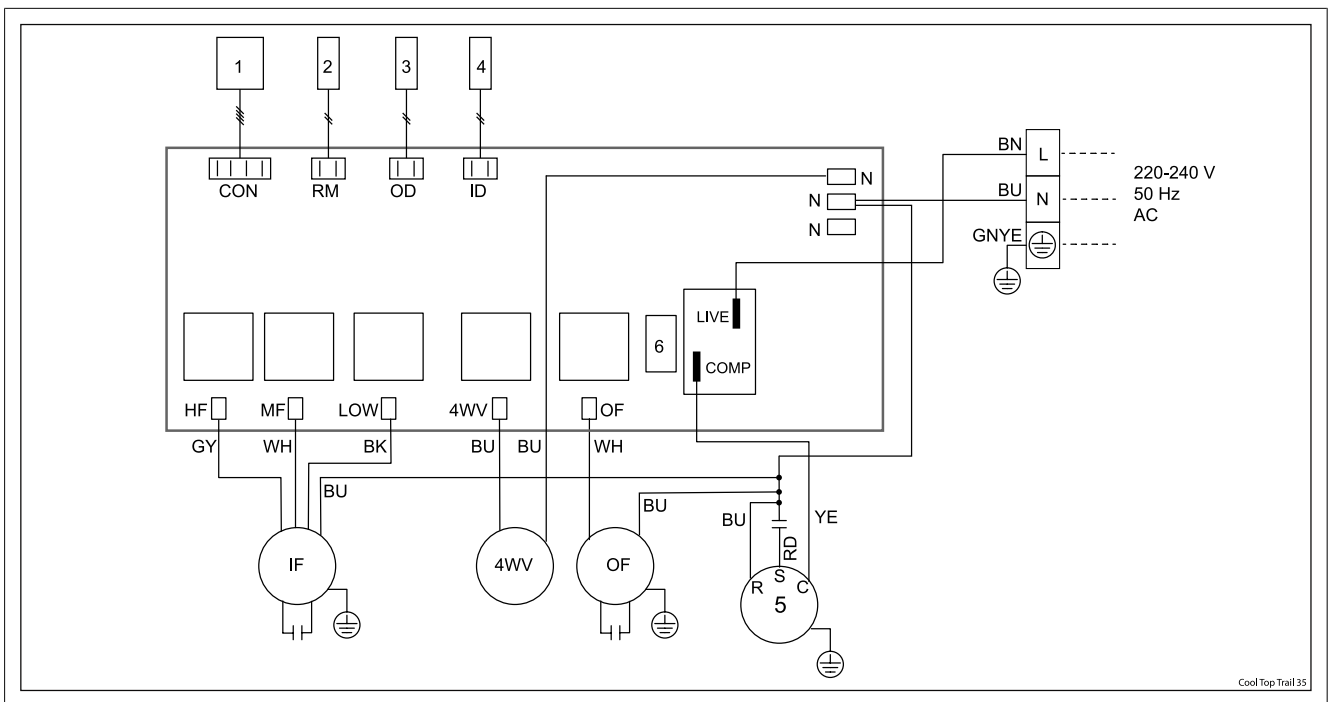 1
2
3
4
CON
RM
OD
ID
N
N
N
BN
L
BU
N
GNYE
220-240 V
50 Hz
AC
LIVE
6
COMP
HF
MF
LOW
4WV
OF
GY
WH
BK
BU
BU
WH
BU
BU
BU
YE
RD
IF
4WV
OF
R
S
C
5
Cool Top Trail 35